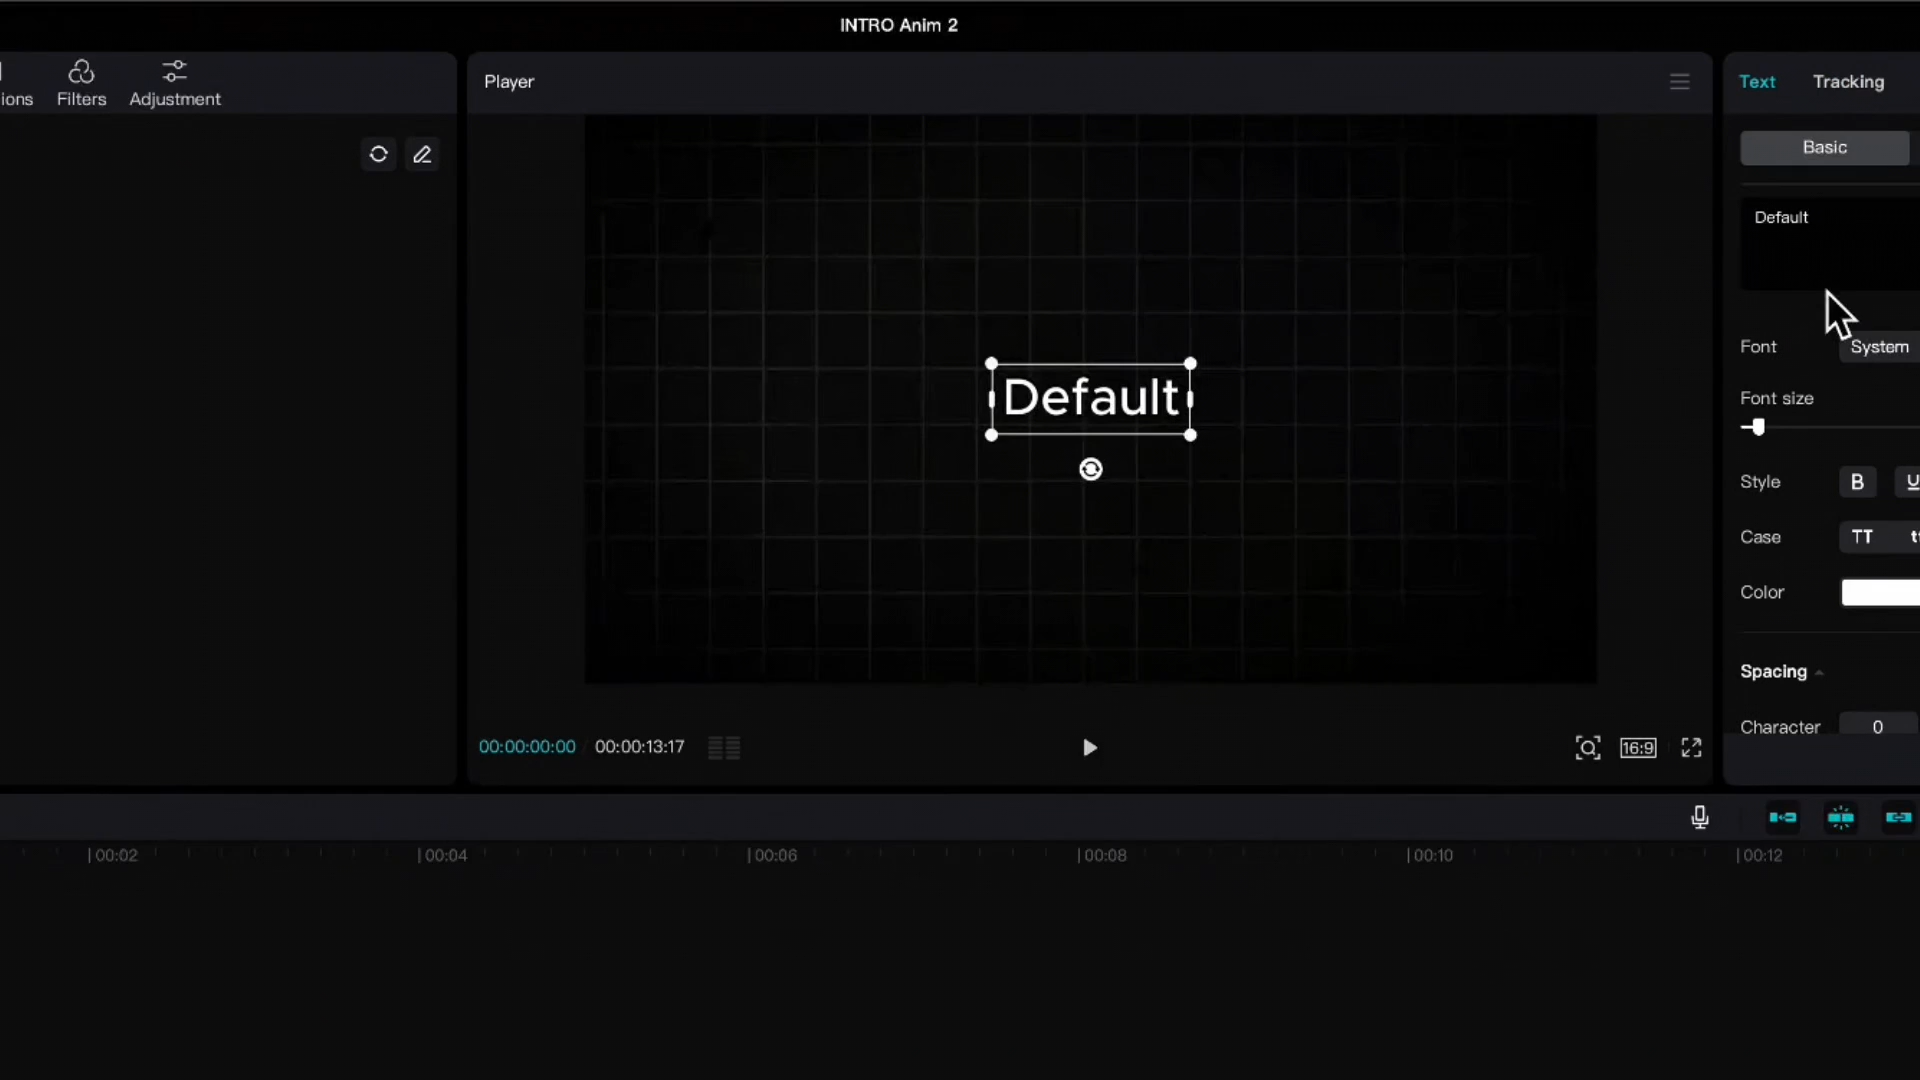 INTRO Anim 2
ions Filters Adjustment
Player
Text Tracking
Basic
Default
Default
Font System
Font size
Style B U
Case TT
Color
Spacing
Character 0
00:00:00:00 00:00:13:17
16:9
00:02 00:04 00:06 00:08 00:10 00:12